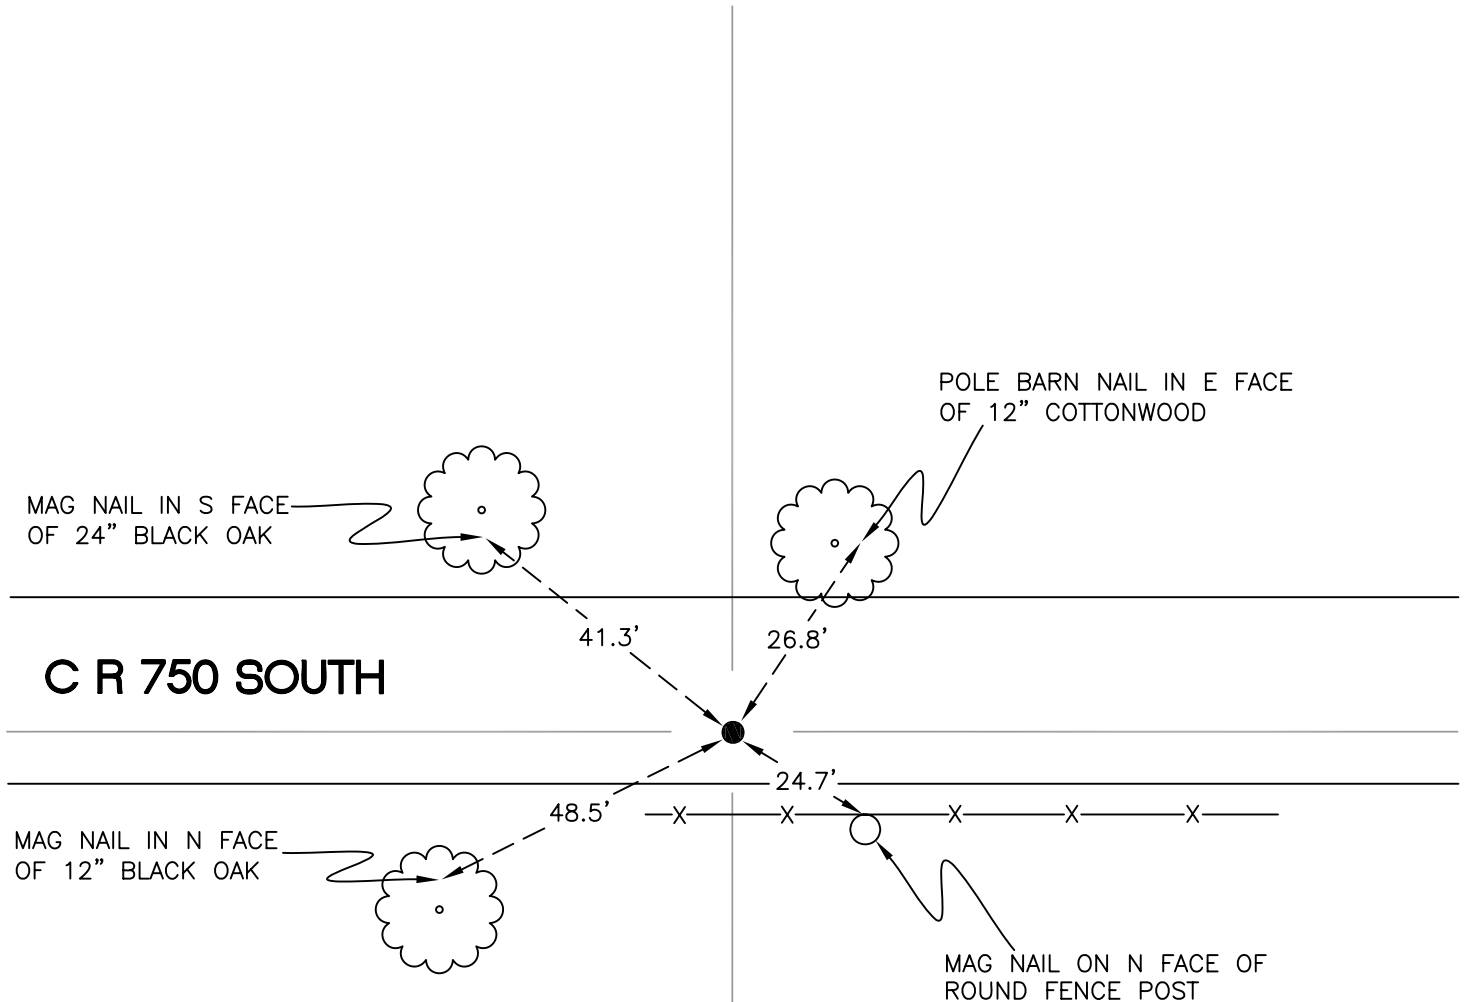 POLE BARN NAIL IN E FACE
OF 12" COTTONWOOD
MAG NAIL IN S FACE
OF 24" BLACK OAK
41.3'
26.8'
C R 750 SOUTH
24.7'
48.5'
X X X X X
MAG NAIL IN N FACE
OF 12" BLACK OAK
MAG NAIL ON N FACE OF
ROUND FENCE POST